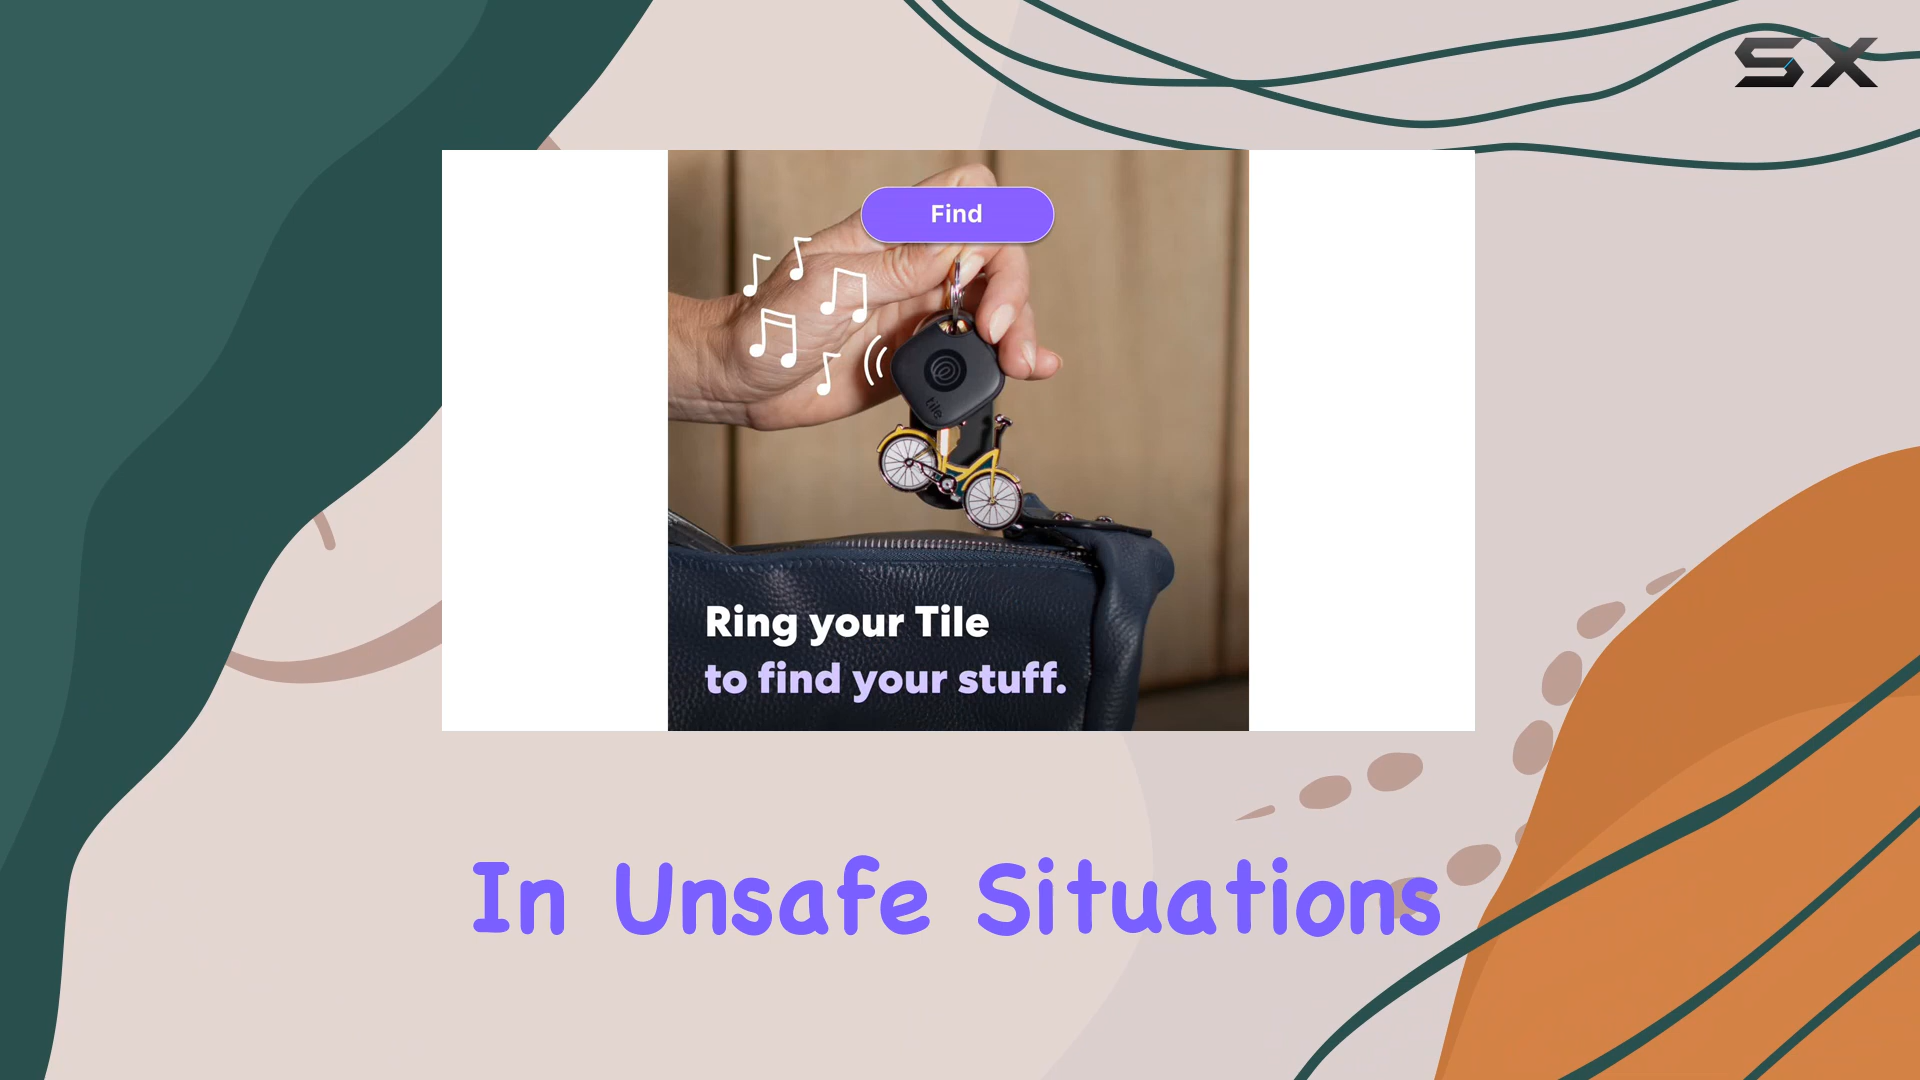 SX
Find
tile
Ring your Tile
to find your stuff.
In Unsafe Situations